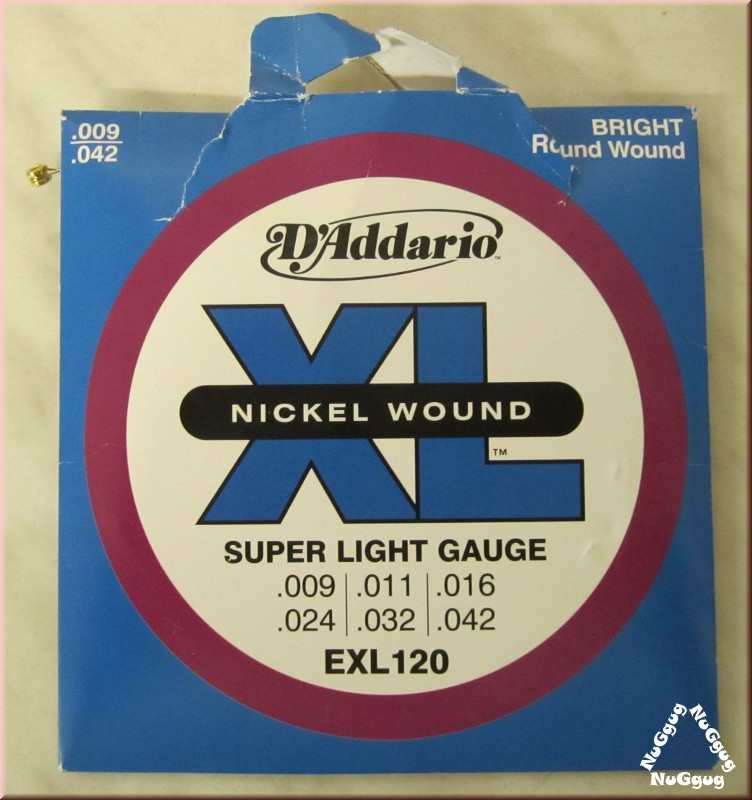 .009
.042
BRIGHT
Round Wound
D'Addario™
XL
NICKEL WOUND
™
SUPER LIGHT GAUGE
.009 .011 .016
.024 .032 .042
EXL120
NuGgug
NuGgug
NuGgug